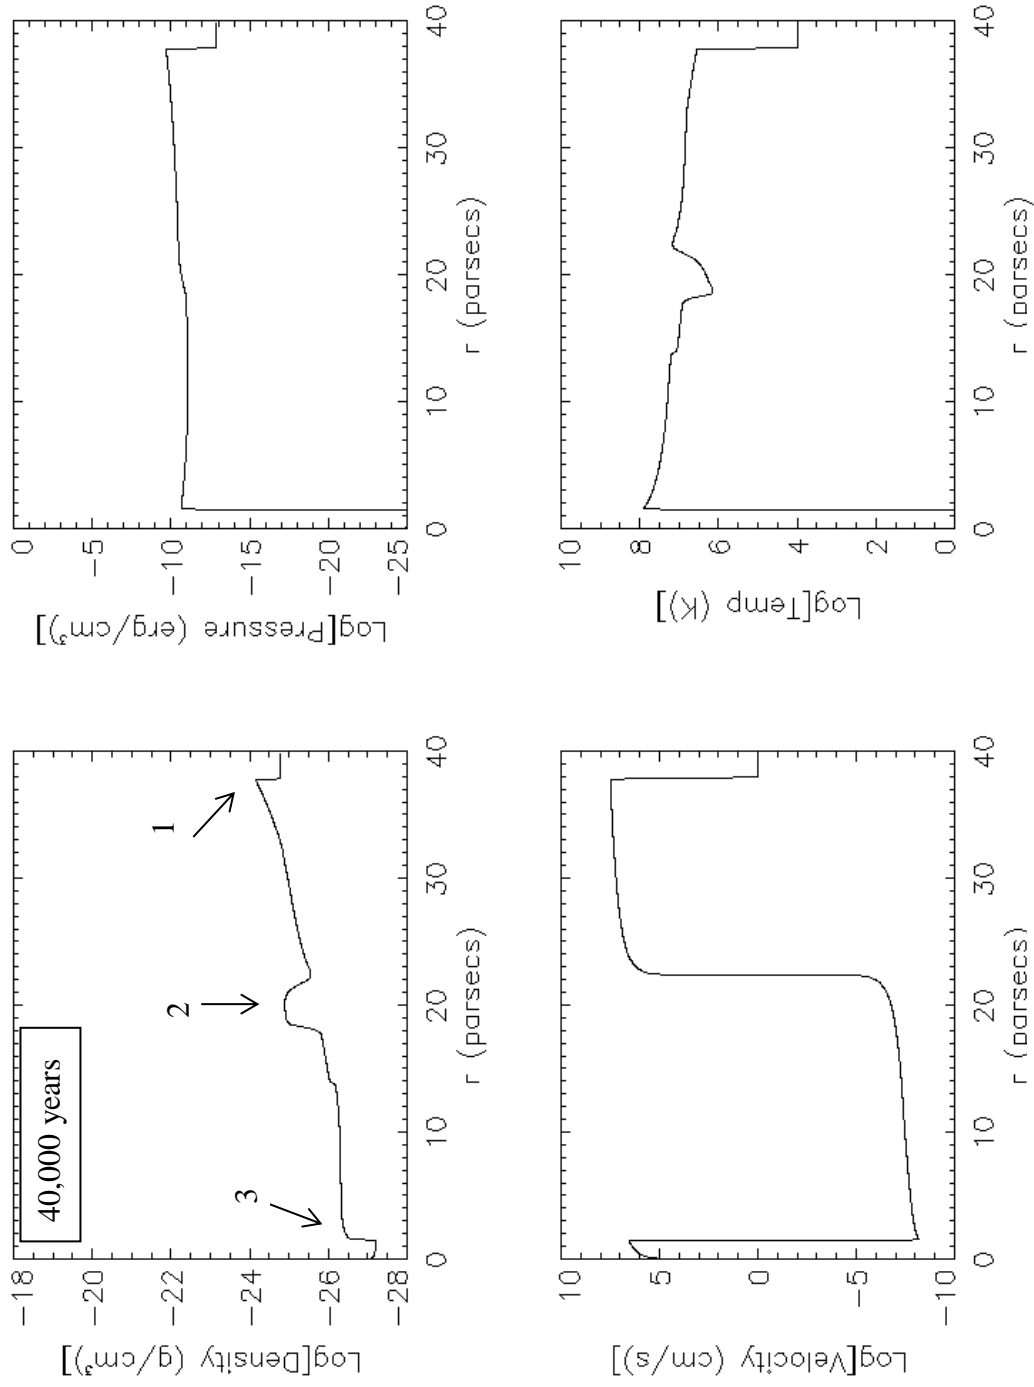 Log[Density (g/cm³)]
-18
-20
-22
-24
-26
-28
40,000 years
3
2
1
0 10 20 30 40
r (parsecs)
Log[Pressure (erg/cm³)]
0
-5
-10
-15
-20
-25
0 10 20 30 40
r (parsecs)
Log[Velocity (cm/s)]
10
5
0
-5
-10
0 10 20 30 40
r (parsecs)
Log[Temp (K)]
10
8
6
4
2
0
0 10 20 30 40
r (parsecs)